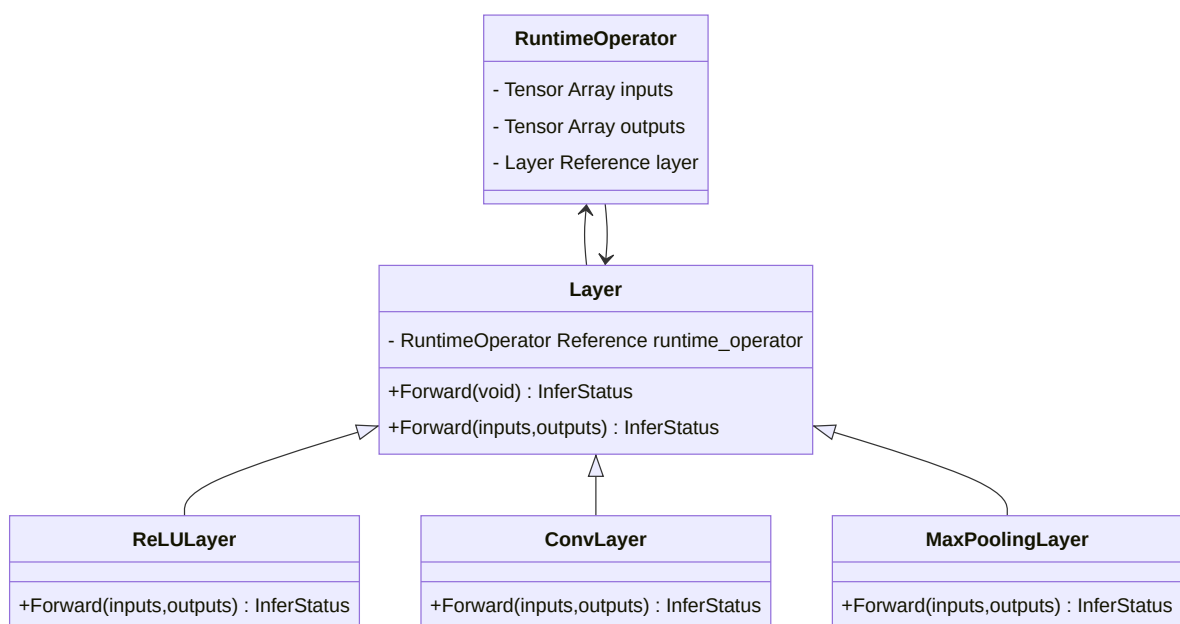 RuntimeOperator
- Tensor Array inputs
- Tensor Array outputs
- Layer Reference layer
Layer
- RuntimeOperator Reference runtime_operator
+Forward(void) : InferStatus
+Forward(inputs,outputs) : InferStatus
ReLULayer
+Forward(inputs,outputs) : InferStatus
ConvLayer
+Forward(inputs,outputs) : InferStatus
MaxPoolingLayer
+Forward(inputs,outputs) : InferStatus